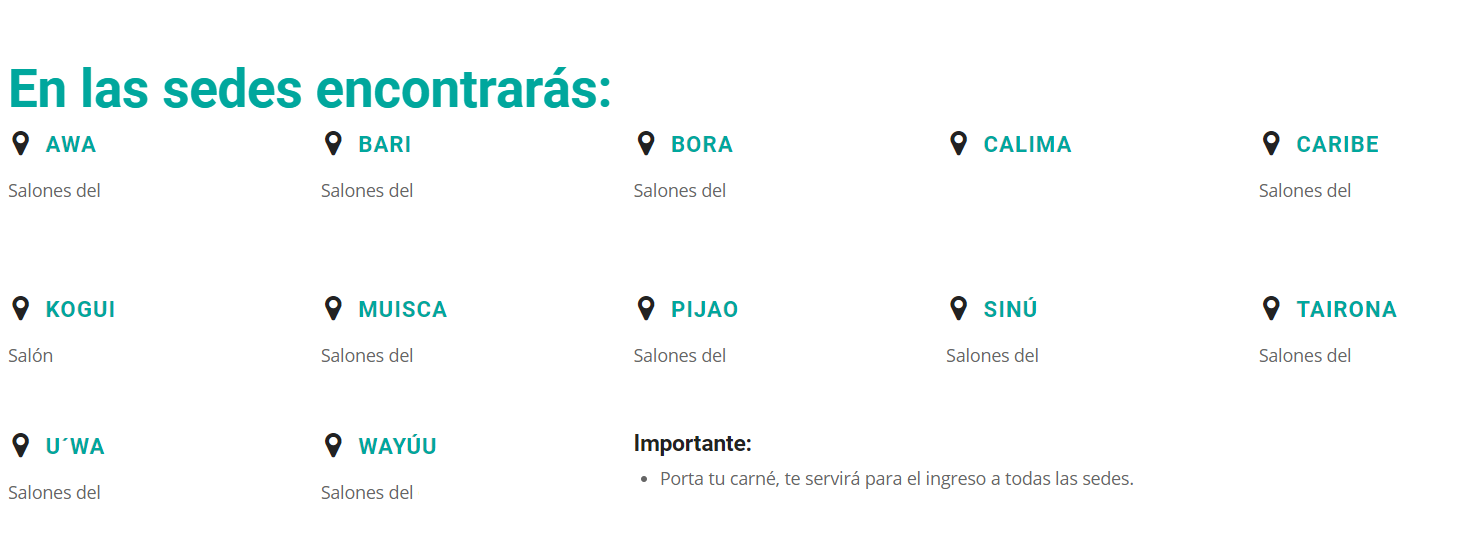 En las sedes encontrarás:
AWA
Salones del
BARI
Salones del
BORA
Salones del
CALIMA
CARIBE
Salones del
KOGUI
Salón
MUISCA
Salones del
PIJAO
Salones del
SINÚ
Salones del
TAIRONA
Salones del
U´WA
Salones del
WAYÚU
Salones del
Importante:
• Porta tu carné, te servirá para el ingreso a todas las sedes.